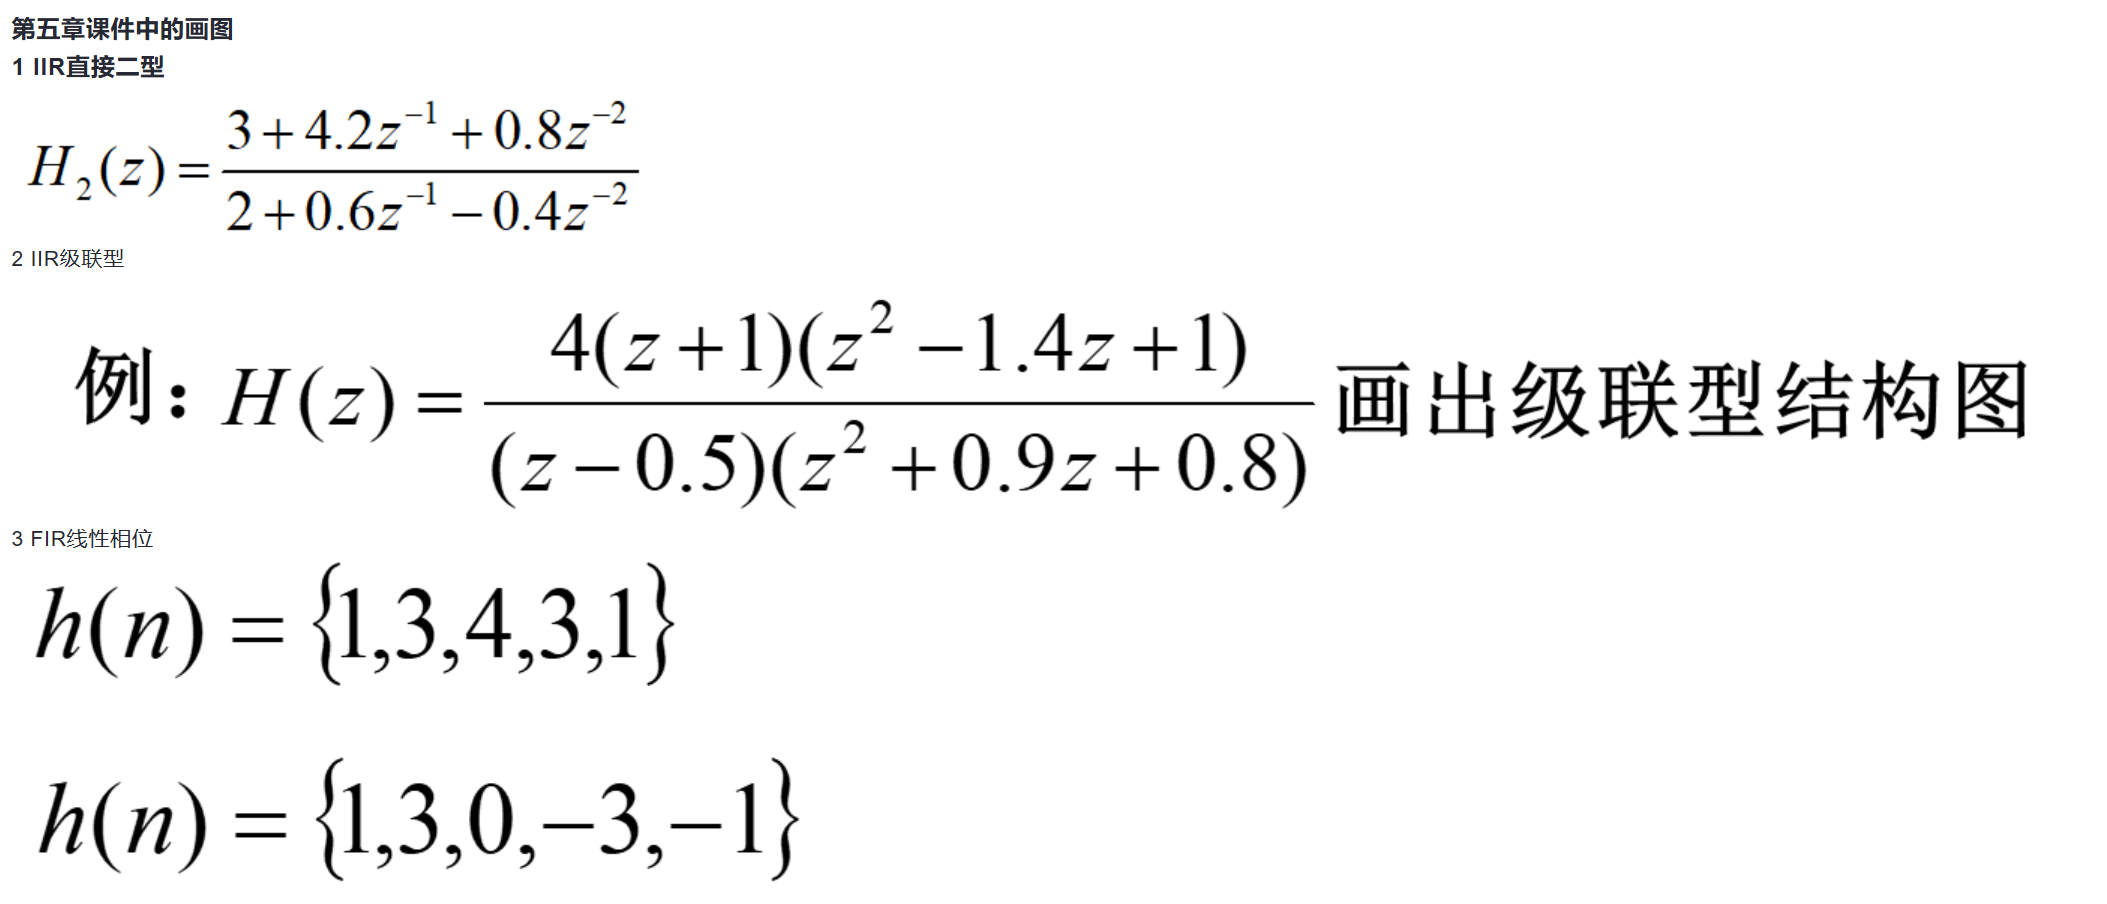 第五章课件中的画图
1 IIR直接二型
H₂(z) = (3+4.2z⁻¹+0.8z⁻²)/(2+0.6z⁻¹−0.4z⁻²)
2 IIR级联型
例：H(z) = 4(z+1)(z²−1.4z+1)/((z−0.5)(z²+0.9z+0.8)) 画出级联型结构图
3 FIR线性相位
h(n) = {1,3,4,3,1}
h(n) = {1,3,0,−3,−1}